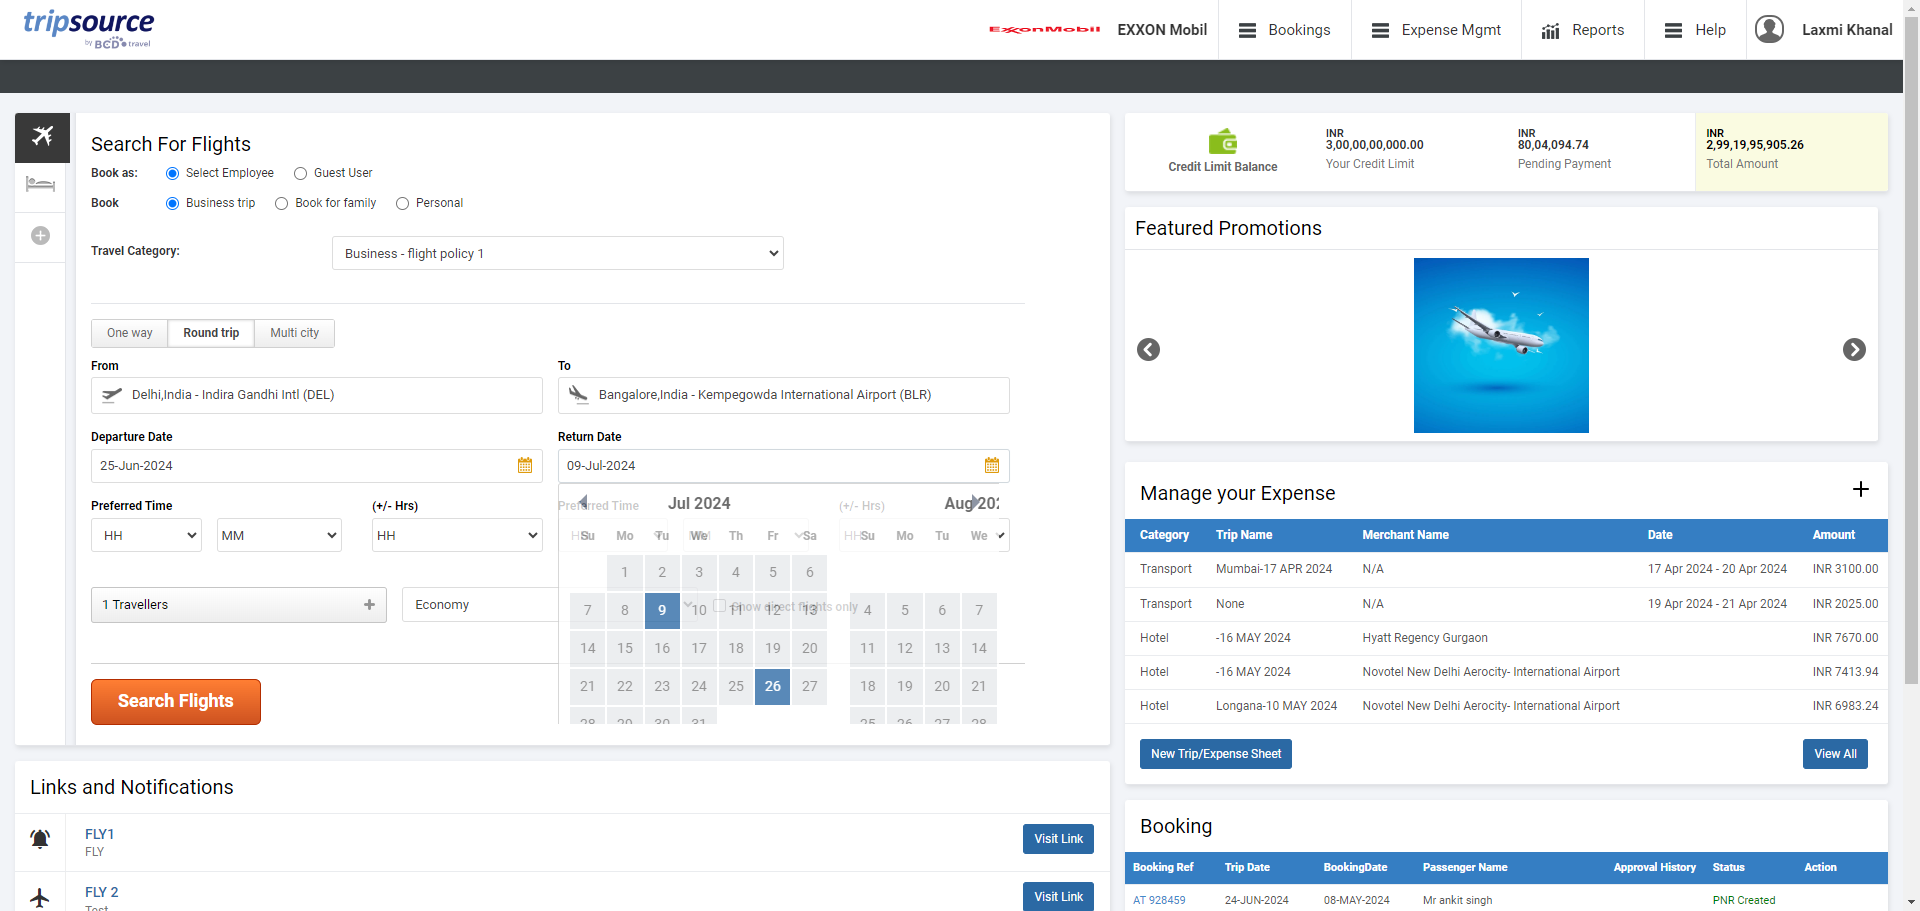 tripsource
by BCD travel
ExxonMobil
EXXON Mobil
Bookings
Expense Mgmt
Reports
Help
Laxmi Khanal
Search For Flights
Book as:
Select Employee
Guest User
Book
Business trip
Book for family
Personal
Travel Category:
Business - flight policy 1
One way
Round trip
Multi city
From
To
Delhi,India - Indira Gandhi Intl (DEL)
Bangalore,India - Kempegowda International Airport (BLR)
Departure Date
Return Date
25-Jun-2024
09-Jul-2024
Preferred Time
(+/- Hrs)
Preferred Time
(+/- Hrs)
HH
MM
HH
Jul 2024
Su Mo Tu We Th Fr Sa
1 2 3 4 5 6
7 8 9 10 11 12 13
14 15 16 17 18 19 20
21 22 23 24 25 26 27
28 29 30 31
Aug 202
Su Mo Tu We
4 5 6 7
11 12 13 14
18 19 20 21
25 26 27 28
Show direct flights only
1 Travellers
Economy
Search Flights
Links and Notifications
FLY1
FLY
Visit Link
FLY 2
Test
Visit Link
Credit Limit Balance
INR
3,00,00,00,000.00
Your Credit Limit
INR
80,04,094.74
Pending Payment
INR
2,99,19,95,905.26
Total Amount
Featured Promotions
Manage your Expense
Category Trip Name Merchant Name Date Amount
Transport Mumbai-17 APR 2024 N/A 17 Apr 2024 - 20 Apr 2024 INR 3100.00
Transport None N/A 19 Apr 2024 - 21 Apr 2024 INR 2025.00
Hotel -16 MAY 2024 Hyatt Regency Gurgaon INR 7670.00
Hotel -16 MAY 2024 Novotel New Delhi Aerocity- International Airport INR 7413.94
Hotel Longana-10 MAY 2024 Novotel New Delhi Aerocity- International Airport INR 6983.24
New Trip/Expense Sheet
View All
Booking
Booking Ref Trip Date BookingDate Passenger Name Approval History Status Action
AT 928459 24-JUN-2024 08-MAY-2024 Mr ankit singh PNR Created